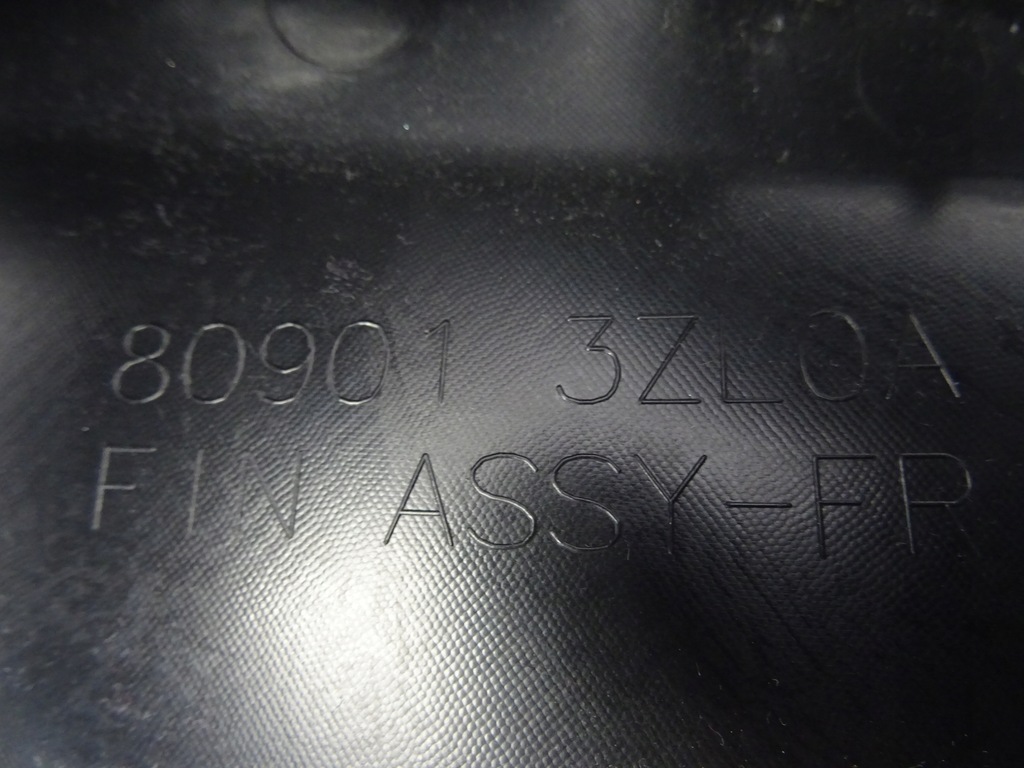 80901 3ZL0A
FIN ASSY-FR